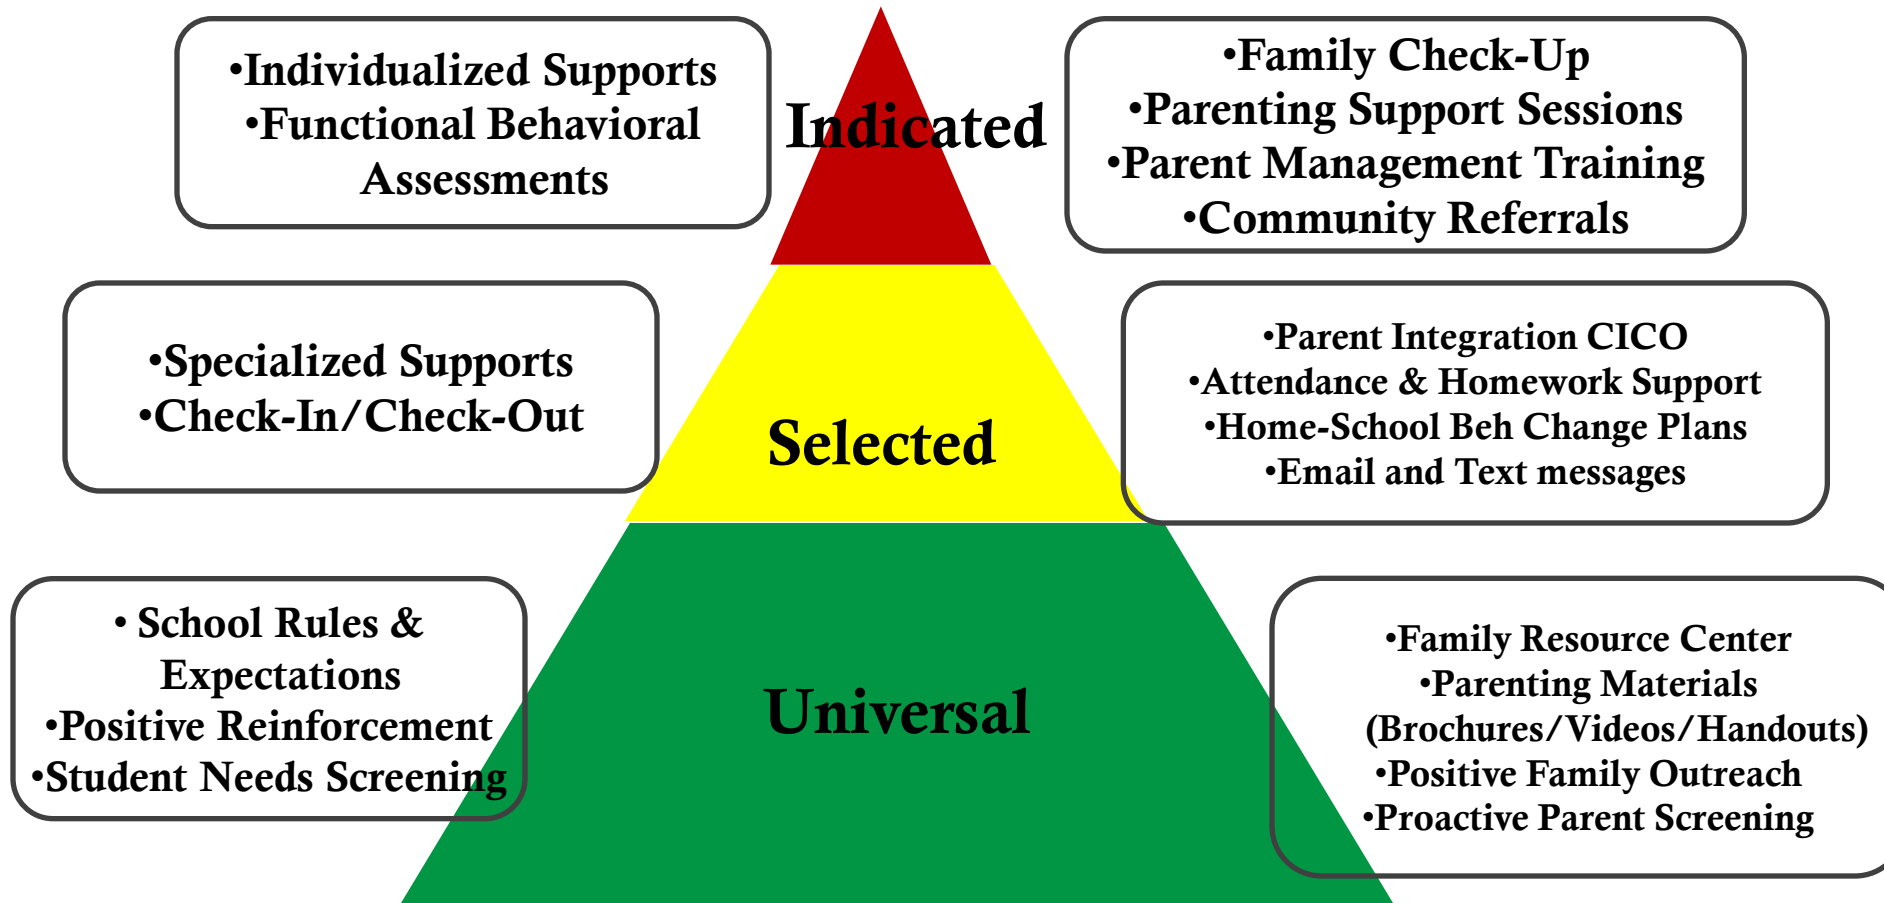 •Individualized Supports
•Functional Behavioral
Assessments
Indicated
•Family Check-Up
•Parenting Support Sessions
•Parent Management Training
•Community Referrals
•Specialized Supports
•Check-In/Check-Out
Selected
•Parent Integration CICO
•Attendance & Homework Support
•Home-School Beh Change Plans
•Email and Text messages
• School Rules &
Expectations
•Positive Reinforcement
•Student Needs Screening
Universal
•Family Resource Center
•Parenting Materials
(Brochures/Videos/Handouts)
•Positive Family Outreach
•Proactive Parent Screening